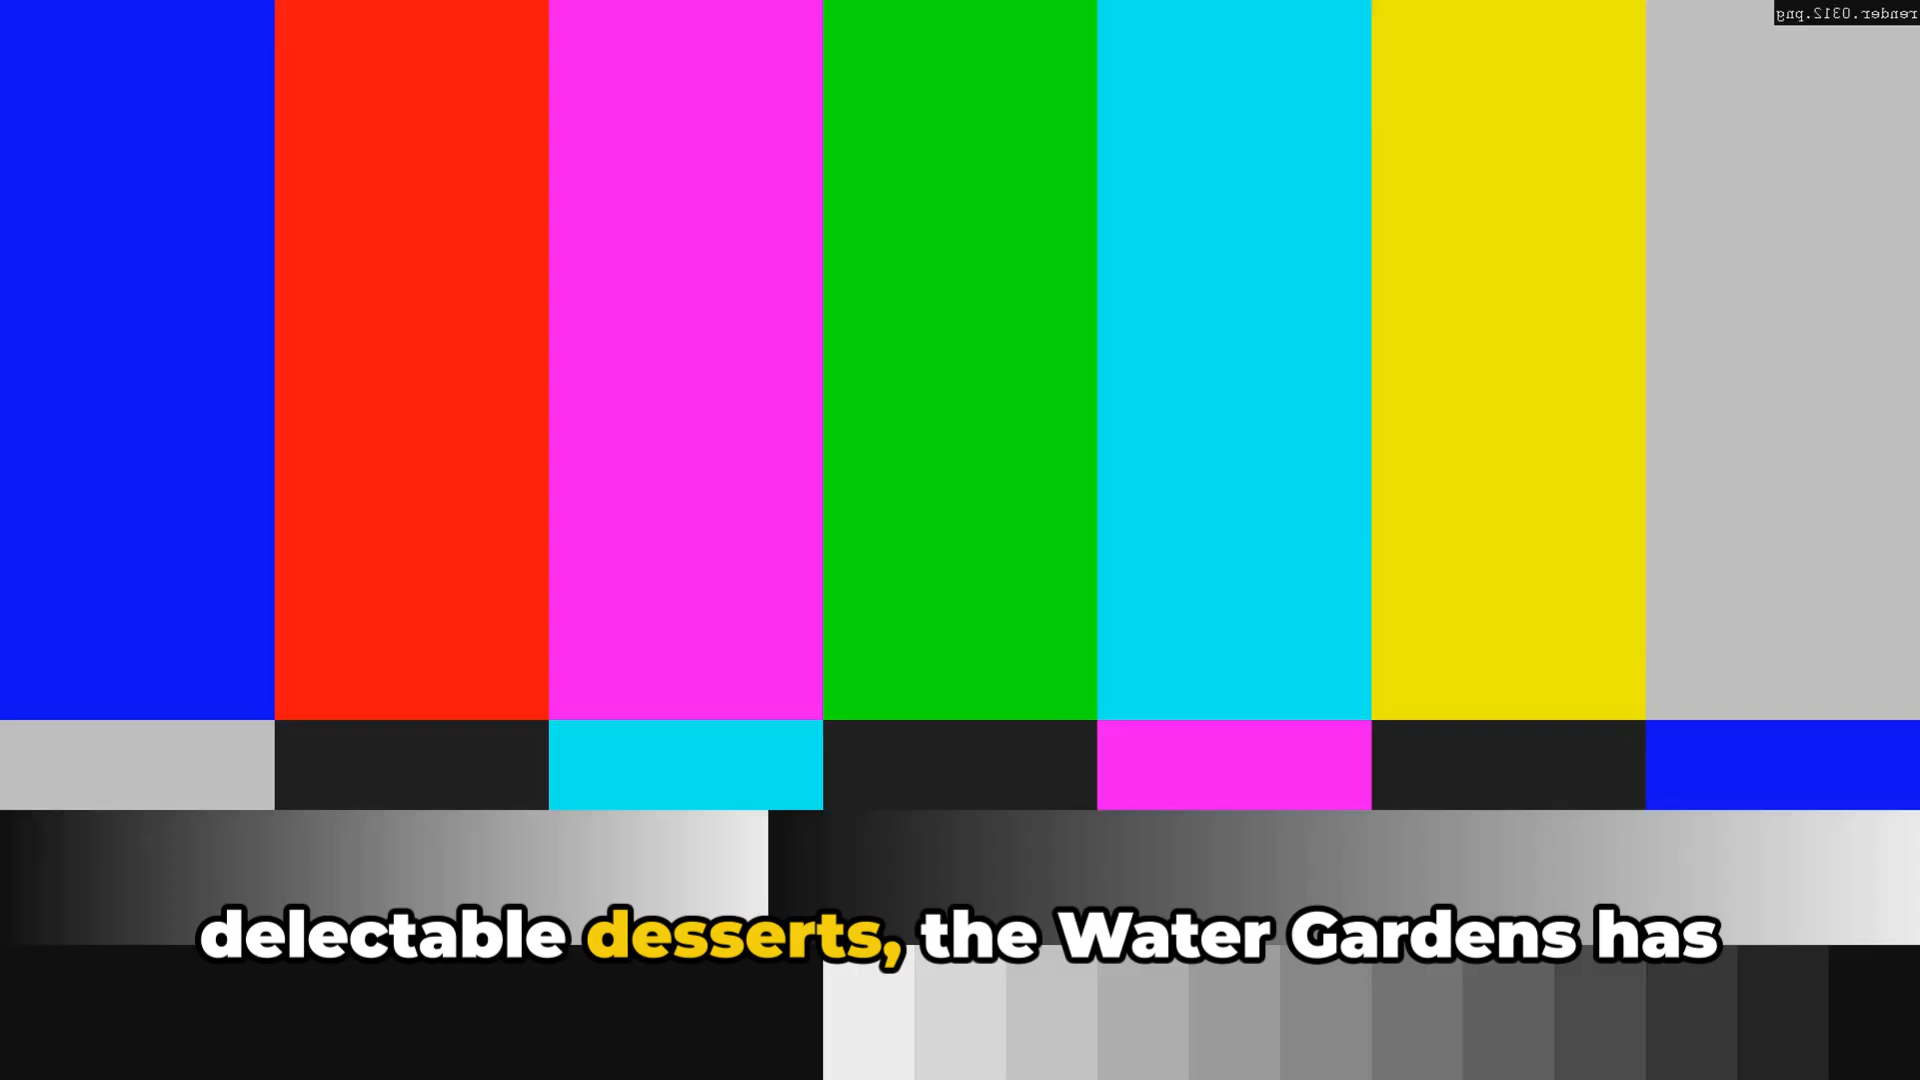 render.0312.png
delectable desserts, the Water Gardens has